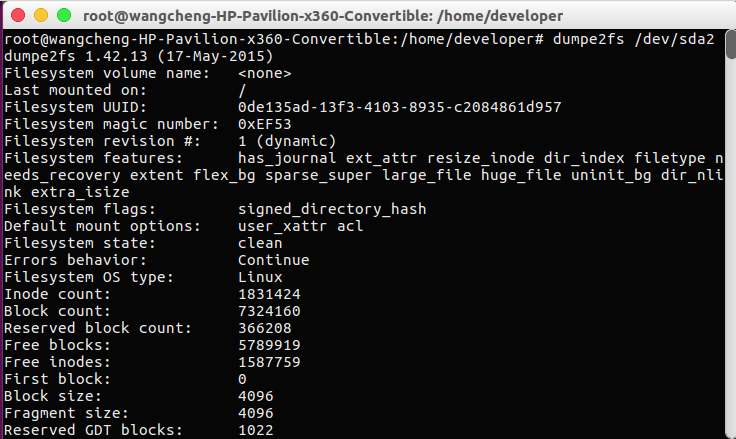 root@wangcheng-HP-Pavilion-x360-Convertible: /home/developer
root@wangcheng-HP-Pavilion-x360-Convertible:/home/developer# dumpe2fs /dev/sda2
dumpe2fs 1.42.13 (17-May-2015)
Filesystem volume name:   <none>
Last mounted on:          /
Filesystem UUID:          0de135ad-13f3-4103-8935-c2084861d957
Filesystem magic number:  0xEF53
Filesystem revision #:    1 (dynamic)
Filesystem features:      has_journal ext_attr resize_inode dir_index filetype n
eeds_recovery extent flex_bg sparse_super large_file huge_file uninit_bg dir_nli
nk extra_isize
Filesystem flags:         signed_directory_hash
Default mount options:    user_xattr acl
Filesystem state:         clean
Errors behavior:          Continue
Filesystem OS type:       Linux
Inode count:              1831424
Block count:              7324160
Reserved block count:     366208
Free blocks:              5789919
Free inodes:              1587759
First block:              0
Block size:               4096
Fragment size:            4096
Reserved GDT blocks:      1022